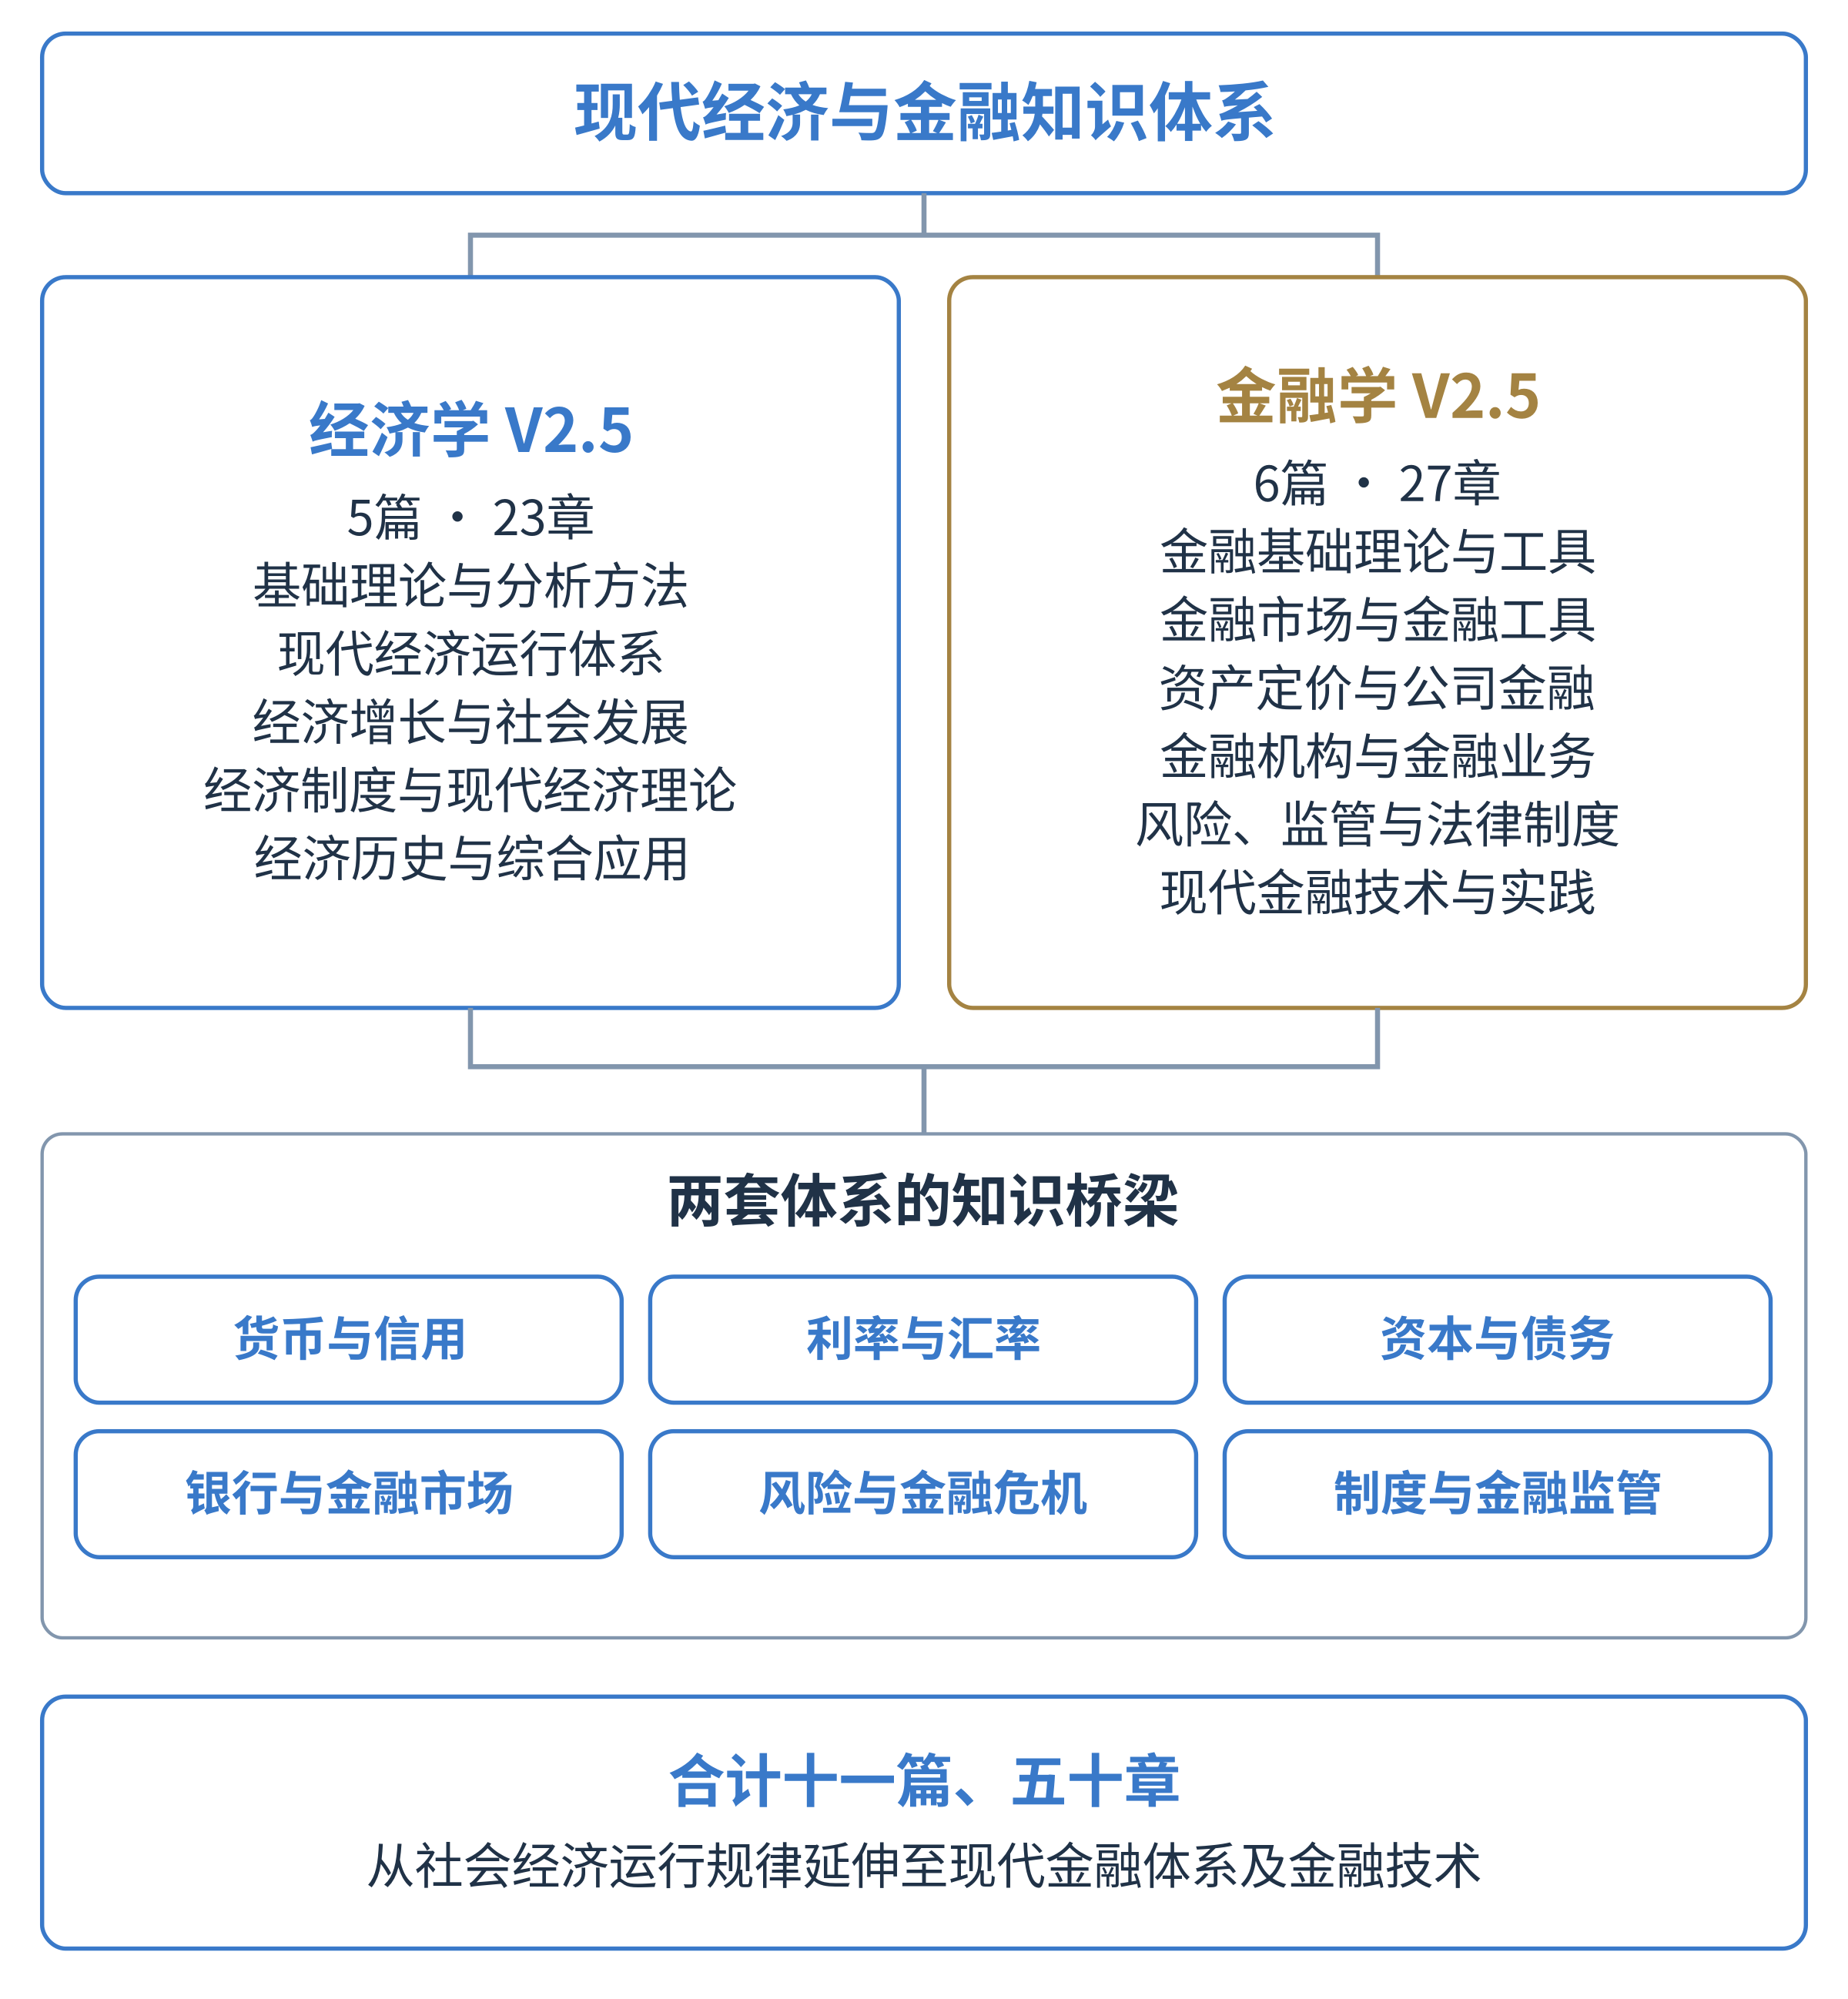 现代经济与金融知识体系
经济学 V2.5
5篇 · 23章
基础理论与分析方法
现代经济运行体系
经济增长与社会发展
经济制度与现代经济理论
经济历史与综合应用
金融学 V2.5
6篇 · 27章
金融基础理论与工具
金融市场与金融工具
资产定价与公司金融
金融机构与金融业务
风险、监管与法律制度
现代金融技术与实践
两套体系的知识桥梁
货币与信用
利率与汇率
资本与债务
银行与金融市场
风险与金融危机
制度与金融监管
合计十一篇、五十章
从社会经济运行规律延伸至现代金融体系及金融技术